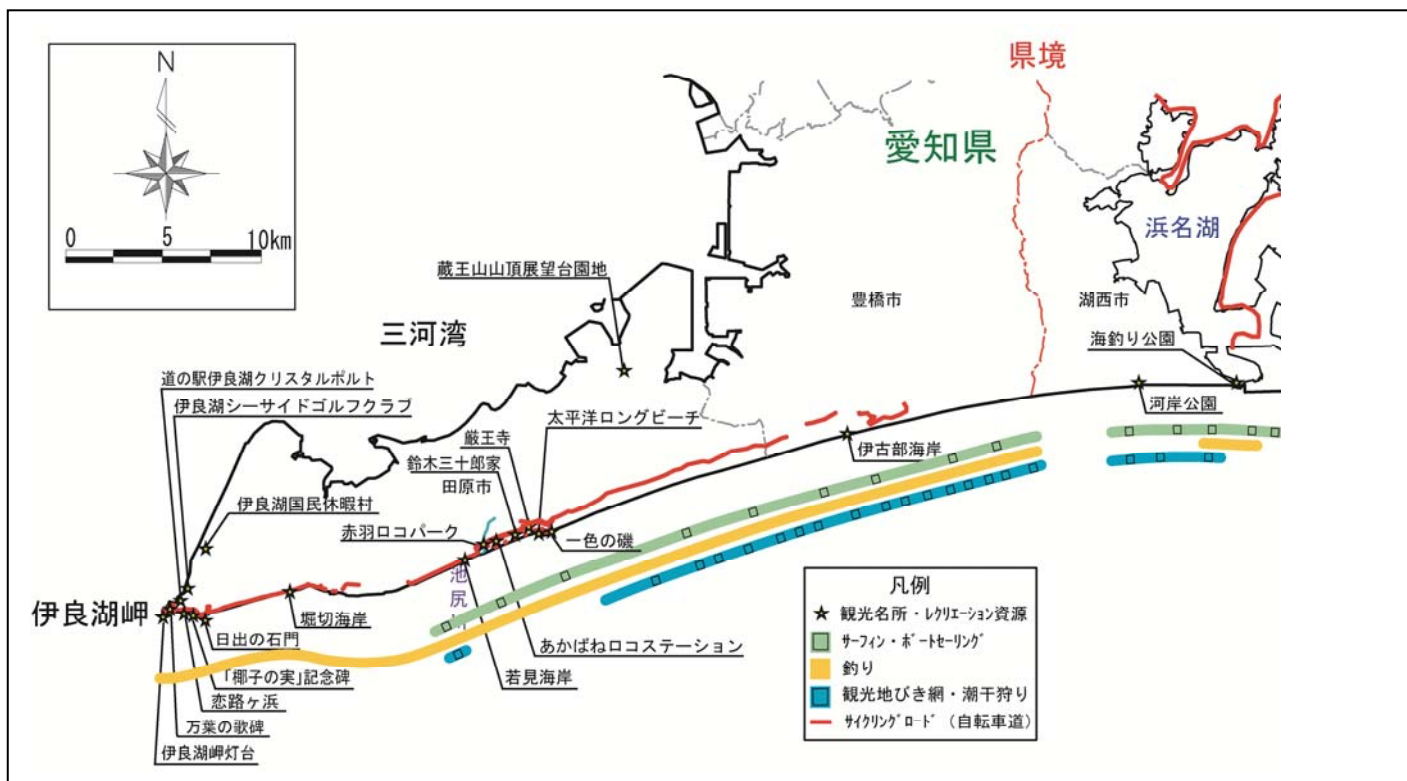 県境
愛知県
N
0 5 10km
浜名湖
蔵王山山頂展望台園地
豊橋市
湖西市
三河湾
海釣り公園
道の駅伊良湖クリスタルポルト
伊良湖シーサイドゴルフクラブ
太平洋ロングビーチ
河岸公園
厳王寺
伊古部海岸
鈴木三十郎家
田原市
伊良湖国民休暇村
赤羽ロコパーク
一色の磯
池尻
凡例
伊良湖岬
観光名所・レクリエーション資源
堀切海岸
日出の石門
サーフィン・ボートセーリング
あかばねロコステーション
「椰子の実」記念碑
釣り
若見海岸
恋路ヶ浜
観光地びき網・潮干狩り
万葉の歌碑
サイクリングロード（自転車道）
伊良湖岬灯台